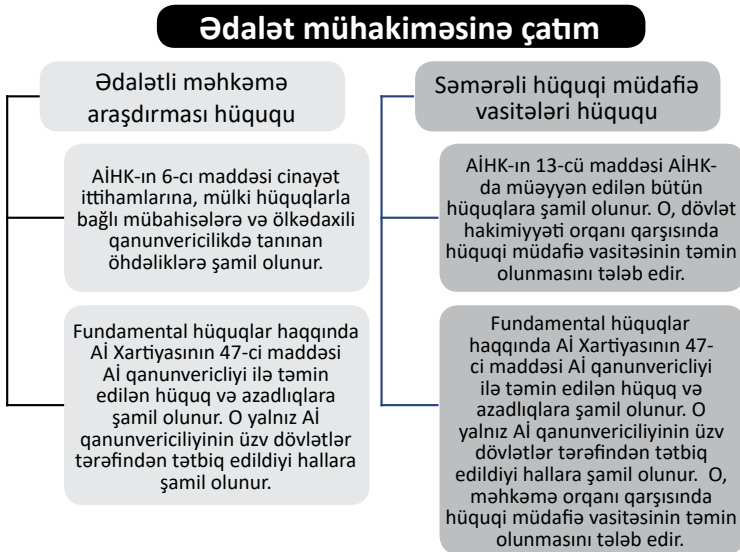 Ədalət mühakiməsinə çatım
Ədalətli məhkəmə
araşdırması hüququ
AİHK-ın 6-cı maddəsi cinayət
ittihamlarına, mülki hüquqlarla
bağlı mübahisələrə və ölkədaxili
qanunvericilikdə tanınan
öhdəliklərə şamil olunur.
Fundamental hüquqlar haqqında
Aİ Xartiyasının 47-ci maddəsi
Aİ qanunvericliyi ilə təmin
edilən hüquq və azadlıqlara
şamil olunur. O yalnız Aİ
qanunvericiliyinin üzv dövlətlər
tərəfindən tətbiq edildiyi hallara
şamil olunur.
Səmərəli hüquqi müdafiə
vasitələri hüququ
AİHK-ın 13-cü maddəsi AİHK-
da müəyyən edilən bütün
hüquqlara şamil olunur. O, dövlət
hakimiyyəti orqanı qarşısında
hüquqi müdafiə vasitəsinin təmin
olunmasını tələb edir.
Fundamental hüquqlar
haqqında Aİ Xartiyasının 47-
ci maddəsi Aİ qanunvericliyi
ilə təmin edilən hüquq və
azadlıqlara şamil olunur. O
yalnız Aİ qanunvericiliyinin üzv
dövlətlər tərəfindən tətbiq
edildiyi hallara şamil olunur. O,
məhkəmə orqanı qarşısında
hüquqi müdafiə vasitəsinin təmin
olunmasını tələb edir.